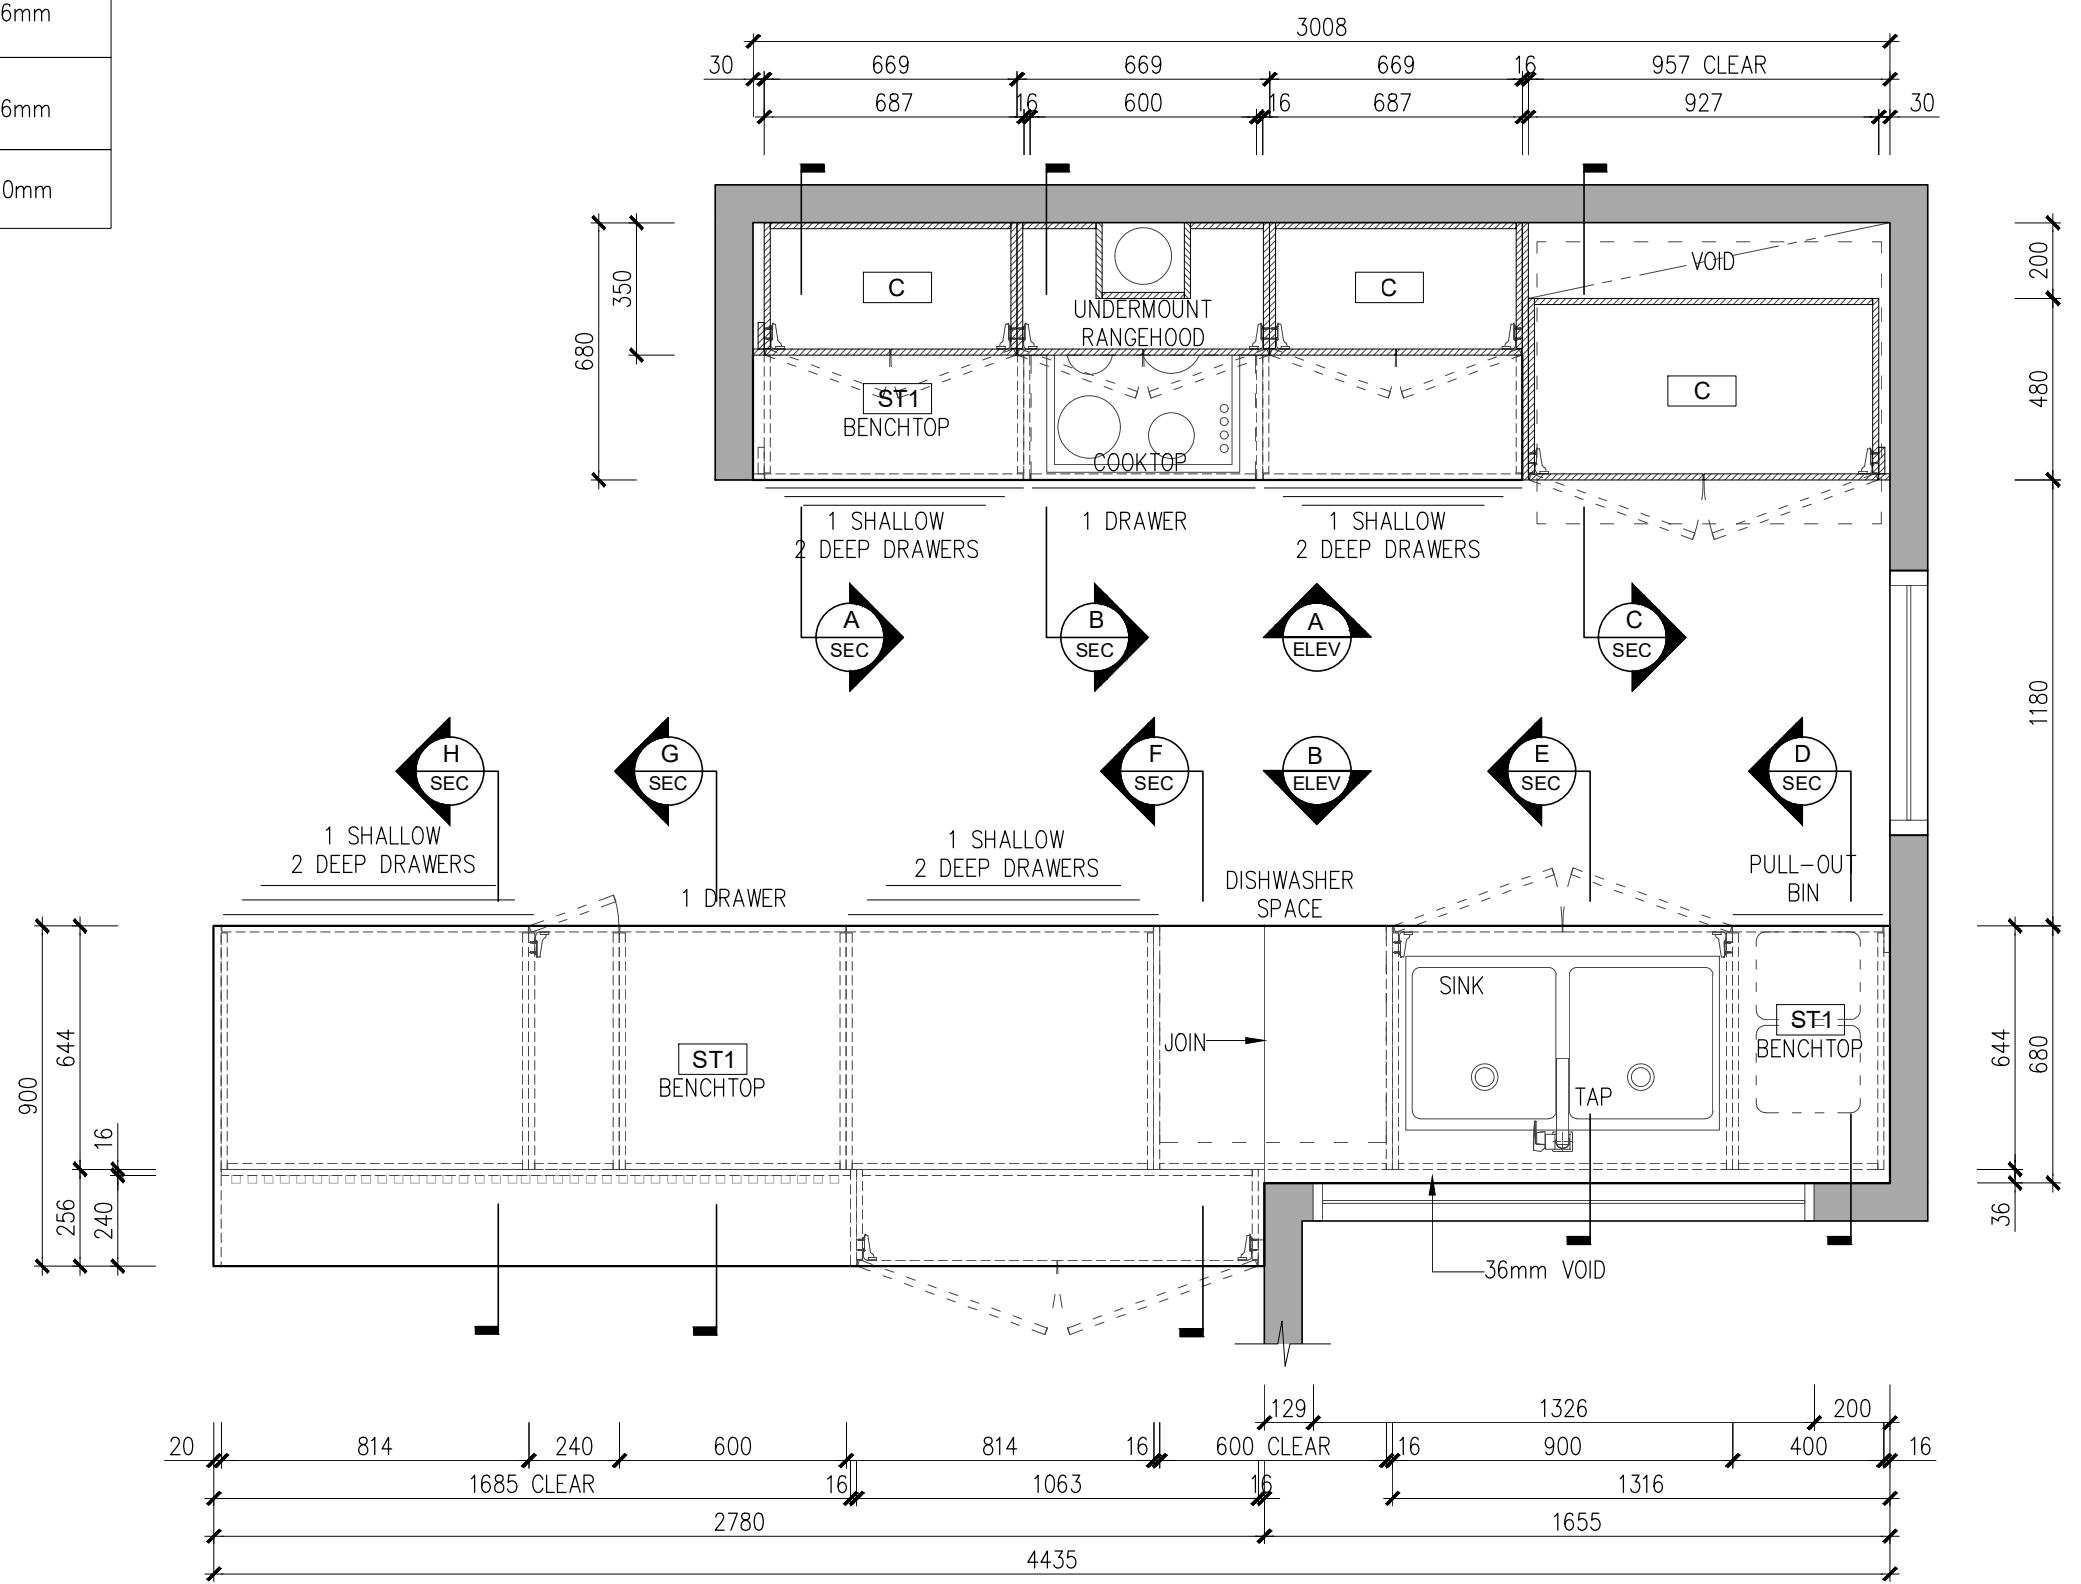 6mm
6mm
0mm
3008
30
669
669
669
16
957 CLEAR
687
16
600
16
687
927
30
680
350
C
UNDERMOUNT
RANGEHOOD
C
VOID
C
200
480
ST1
BENCHTOP
COOKTOP
1 SHALLOW
2 DEEP DRAWERS
1 DRAWER
1 SHALLOW
2 DEEP DRAWERS
A
SEC
B
SEC
A
ELEV
C
SEC
1180
H
SEC
G
SEC
F
SEC
B
ELEV
E
SEC
D
SEC
1 SHALLOW
2 DEEP DRAWERS
1 DRAWER
1 SHALLOW
2 DEEP DRAWERS
DISHWASHER
SPACE
PULL-OUT
BIN
900
644
16
256
240
ST1
BENCHTOP
JOIN
SINK
TAP
ST1
BENCHTOP
644
680
36
36mm VOID
129
1326
200
20
814
240
600
814
16
600 CLEAR
16
900
400
16
1685 CLEAR
16
1063
16
1316
2780
1655
4435